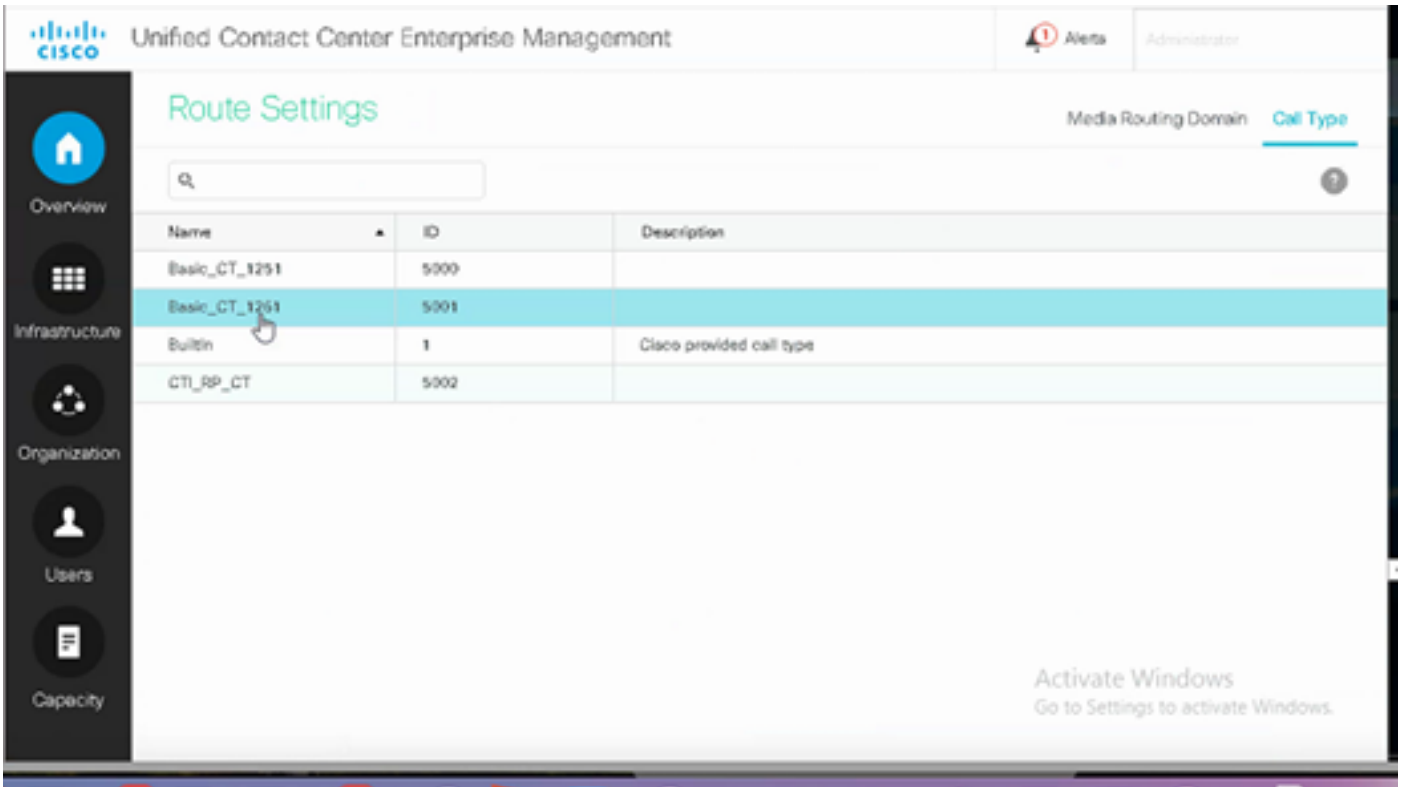 CISCO Unified Contact Center Enterprise Management
1 Alerts Administrator
Route Settings
Media Routing Domain Call Type
?
Overview
Name ID Description
Basic_CT_1251 5000
Basic_CT_1261 5001
Infrastructure
BuiltIn 1 Cisco provided call type
CTI_RP_CT 5002
Organization
Users
Capacity
Activate Windows
Go to Settings to activate Windows.